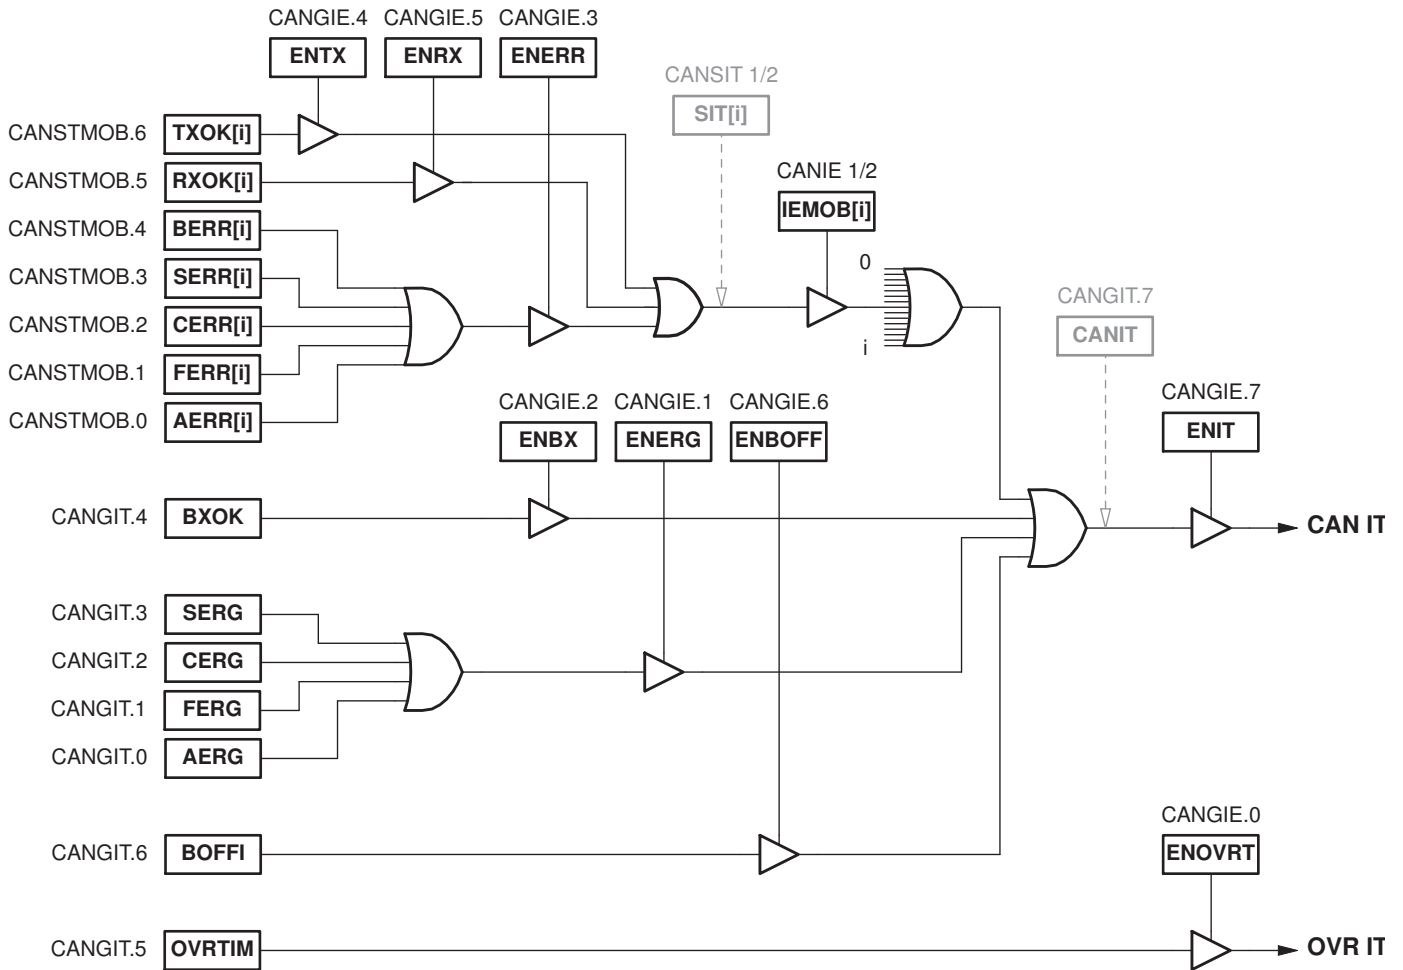 CANGIE.4 CANGIE.5 CANGIE.3
ENTX ENRX ENERR
CANSIT 1/2
SIT[i]
CANSTMOB.6 TXOK[i]
CANIE 1/2
CANSTMOB.5 RXOK[i]
IEMOB[i]
CANSTMOB.4 BERR[i]
0
CANSTMOB.3 SERR[i]
CANGIT.7
CANSTMOB.2 CERR[i]
CANIT
i
CANSTMOB.1 FERR[i]
CANGIE.2 CANGIE.1 CANGIE.6
CANGIE.7
CANSTMOB.0 AERR[i]
ENBX ENERG ENBOFF
ENIT
CANGIT.4 BXOK
CAN IT
CANGIT.3 SERG
CANGIT.2 CERG
CANGIT.1 FERG
CANGIT.0 AERG
CANGIE.0
CANGIT.6 BOFFI
ENOVRT
CANGIT.5 OVRTIM
OVR IT